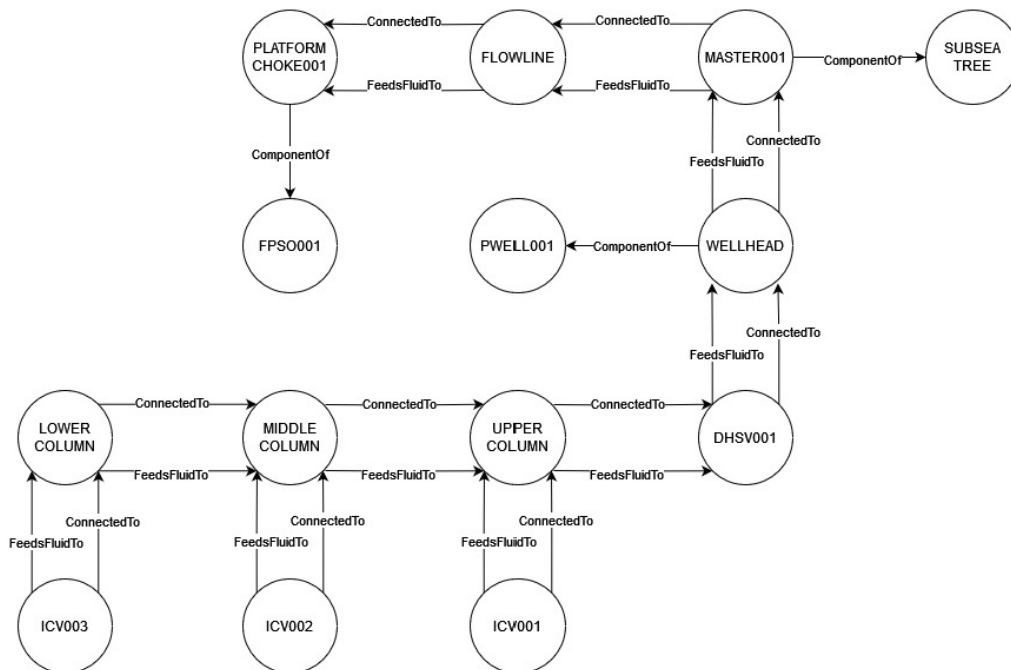 ConnectedTo
ConnectedTo
PLATFORM
CHOKE001
FLOWLINE
MASTER001
ComponentOf
SUBSEA
TREE
FeedsFluidTo
FeedsFluidTo
ComponentOf
FeedsFluidTo
ConnectedTo
FPSO001
PWELL001
ComponentOf
WELLHEAD
FeedsFluidTo
ConnectedTo
ConnectedTo
ConnectedTo
ConnectedTo
LOWER
COLUMN
MIDDLE
COLUMN
UPPER
COLUMN
DHSV001
FeedsFluidTo
FeedsFluidTo
FeedsFluidTo
FeedsFluidTo
ConnectedTo
FeedsFluidTo
ConnectedTo
FeedsFluidTo
ConnectedTo
ICV003
ICV002
ICV001